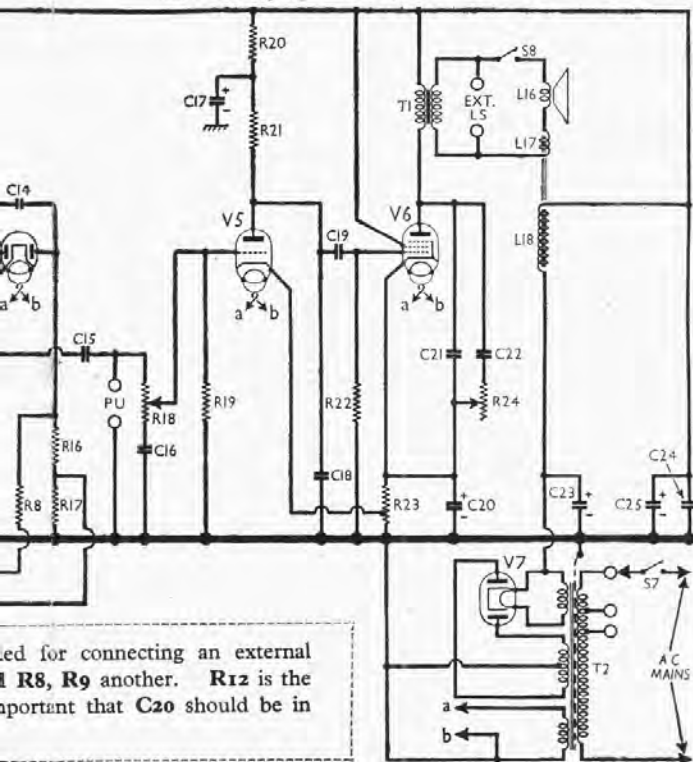 R20
S8
C17
+
-
R21
T1
EXT.
LS
L16
L17
C14
V5
V6
L18
C19
a b
a b
a b
C15
C21
C22
PU
R18
R19
R22
R24
R16
C16
C18
C24
R8
R17
R23
+
-
C20
C23
+
-
C25
+
-
V7
S7
T2
A C
MAINS
a
b
ed for connecting an external
R8, R9 another. R12 is the
portant that C20 should be in